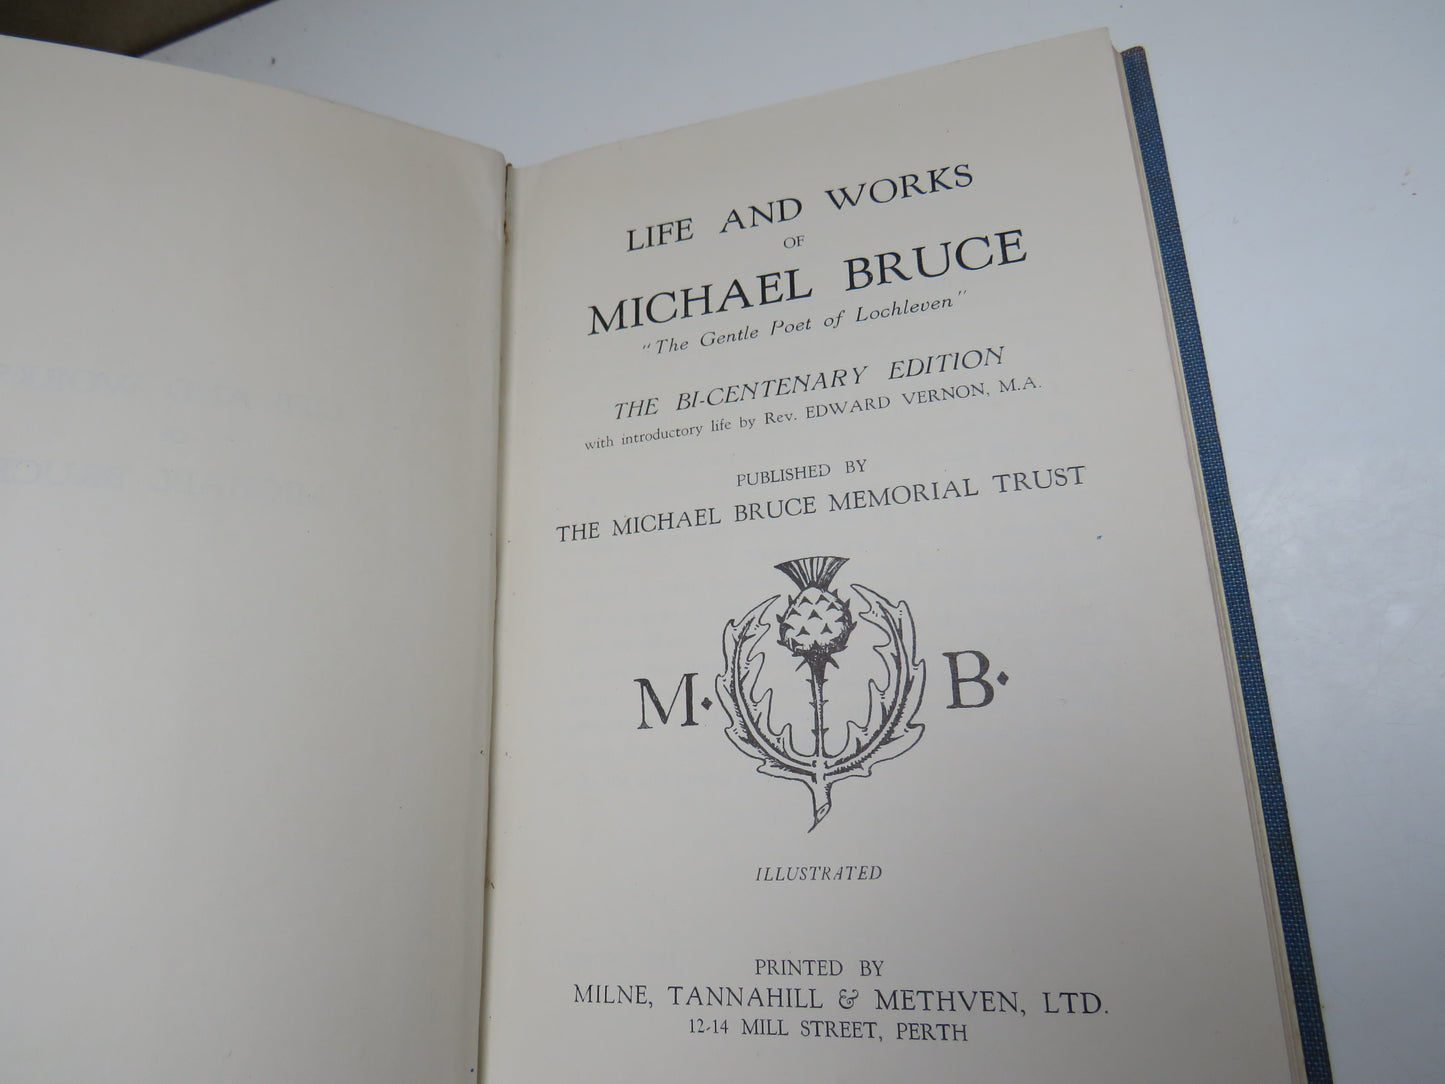 LIFE AND WORKS
OF
MICHAEL BRUCE
"The Gentle Poet of Lochleven"
THE BI-CENTENARY EDITION
with introductory life by Rev. EDWARD VERNON, M.A.
PUBLISHED BY
THE MICHAEL BRUCE MEMORIAL TRUST
M· B·
ILLUSTRATED
PRINTED BY
MILNE, TANNAHILL & METHVEN, LTD.
12-14 MILL STREET, PERTH